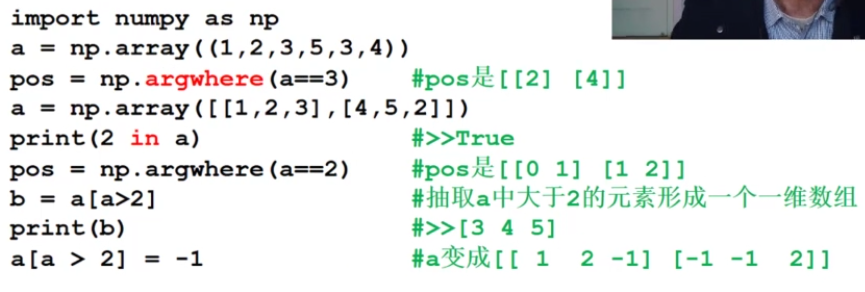 import numpy as np
a = np.array((1,2,3,5,3,4))
pos = np.argwhere(a==3) #pos是[[2] [4]]
a = np.array([[1,2,3],[4,5,2]])
print(2 in a) #>>True
pos = np.argwhere(a==2) #pos是[[0 1] [1 2]]
b = a[a>2] #抽取a中大于2的元素形成一个一维数组
print(b) #>>[3 4 5]
a[a > 2] = -1 #a变成[[ 1  2 -1] [-1 -1  2]]